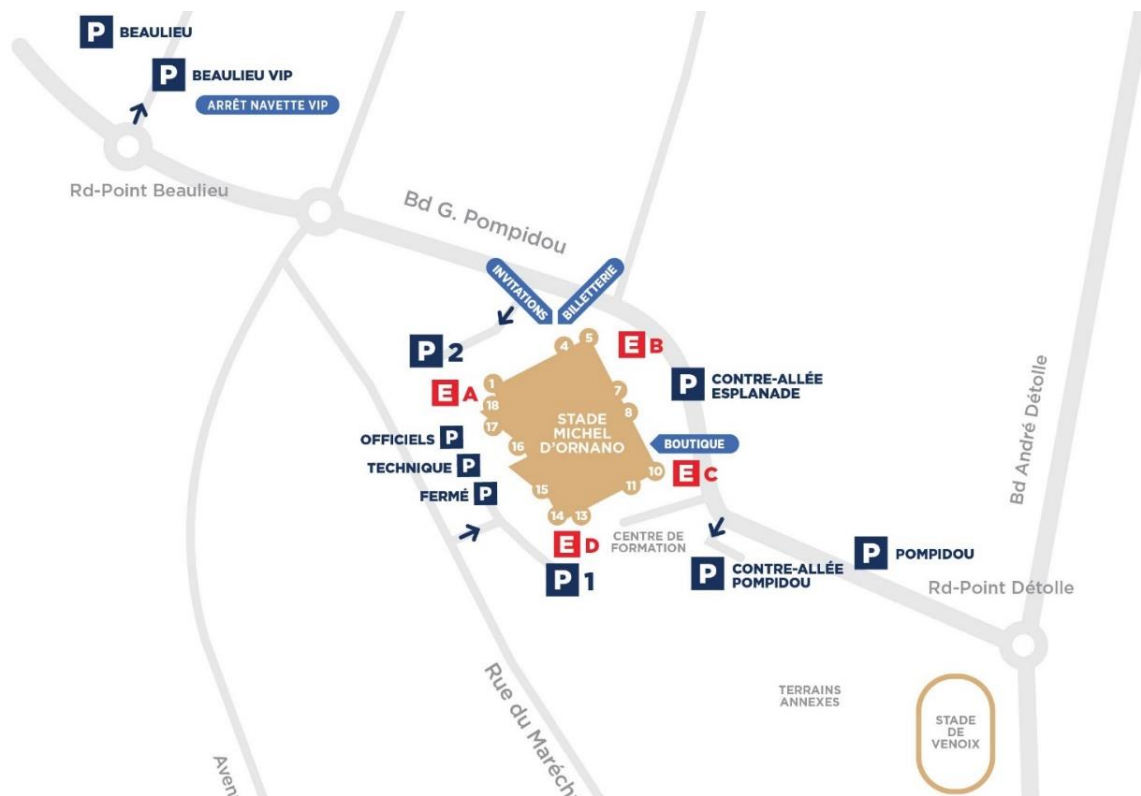 P BEAULIEU
P BEAULIEU VIP
ARRÊT NAVETTE VIP
Rd-Point Beaulieu
Bd G. Pompidou
INVITATIONS
BILLETTERIE
P 2
4
5
E B
1
E A
18
17
16
7
8
P CONTRE-ALLÉE
ESPLANADE
STADE
MICHEL
D'ORNANO
BOUTIQUE
OFFICIELS P
TECHNIQUE P
FERMÉ P
10
E C
11
15
14
13
E D
P 1
CENTRE DE
FORMATION
P CONTRE-ALLÉE
POMPIDOU
P POMPIDOU
Bd André Détolle
Rd-Point Détolle
TERRAINS
ANNEXES
STADE
DE
VENOIX
Rue du Maréch
Aven